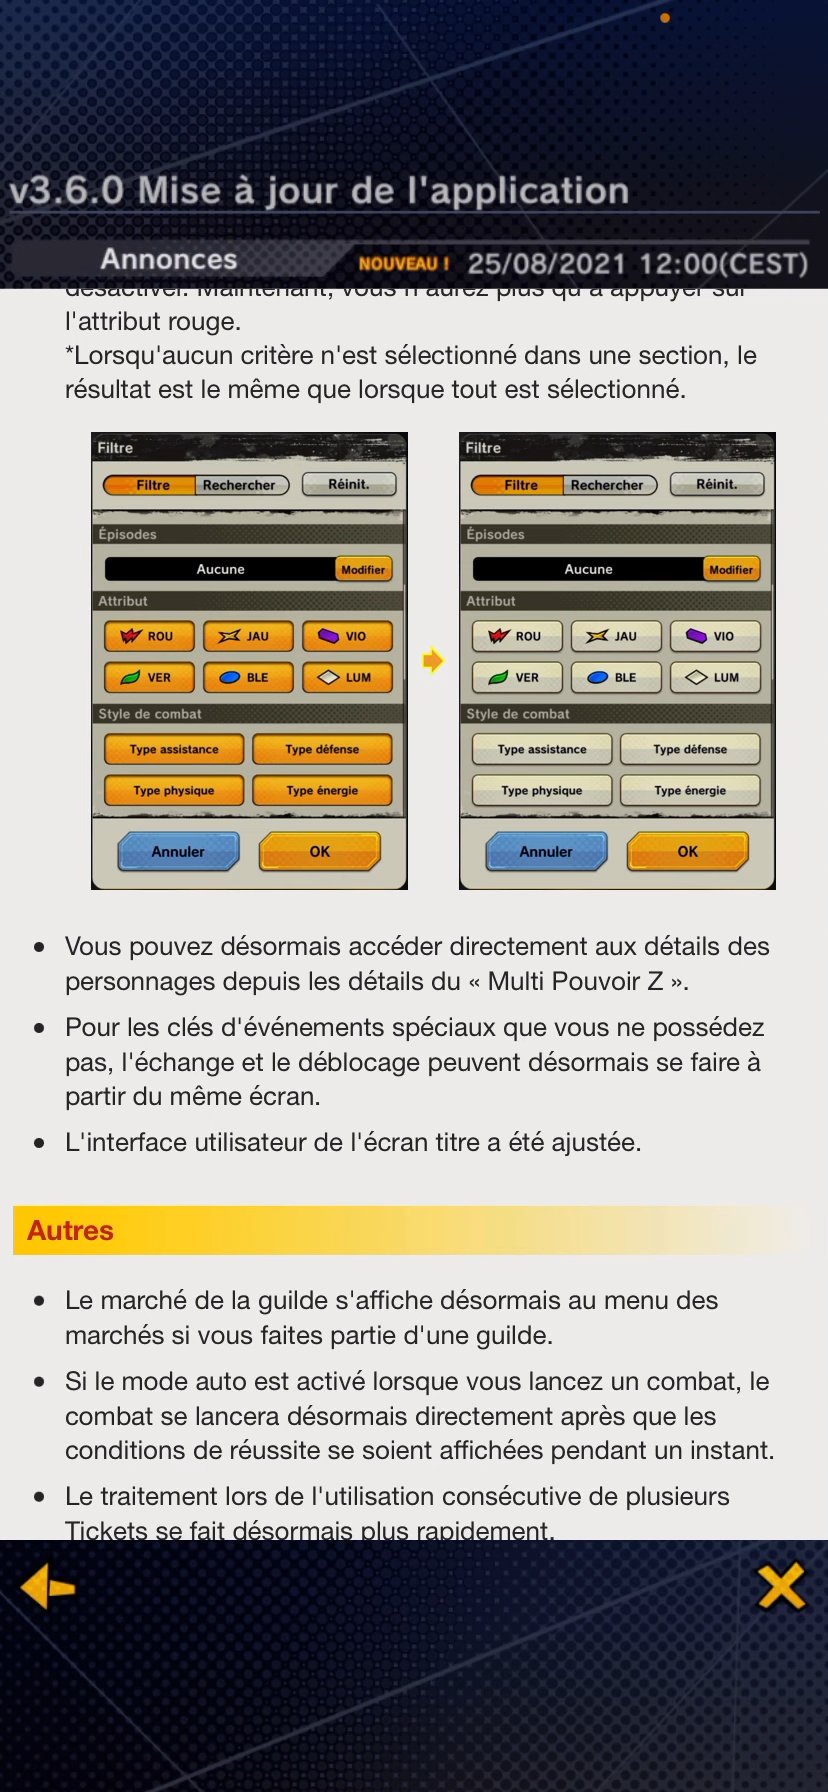 v3.6.0 Mise à jour de l'application
Annonces
NOUVEAU !
25/08/2021 12:00(CEST)
désactiver. Maintenant, vous n'aurez plus qu'à appuyer sur
l'attribut rouge.
*Lorsqu'aucun critère n'est sélectionné dans une section, le
résultat est le même que lorsque tout est sélectionné.
Filtre
Filtre Rechercher Réinit.
Épisodes
Aucune Modifier
Attribut
ROU JAU VIO
VER BLE LUM
Style de combat
Type assistance Type défense
Type physique Type énergie
Annuler OK
Filtre
Filtre Rechercher Réinit.
Épisodes
Aucune Modifier
Attribut
ROU JAU VIO
VER BLE LUM
Style de combat
Type assistance Type défense
Type physique Type énergie
Annuler OK
• Vous pouvez désormais accéder directement aux détails des
personnages depuis les détails du « Multi Pouvoir Z ».
• Pour les clés d'événements spéciaux que vous ne possédez
pas, l'échange et le déblocage peuvent désormais se faire à
partir du même écran.
• L'interface utilisateur de l'écran titre a été ajustée.
Autres
• Le marché de la guilde s'affiche désormais au menu des
marchés si vous faites partie d'une guilde.
• Si le mode auto est activé lorsque vous lancez un combat, le
combat se lancera désormais directement après que les
conditions de réussite se soient affichées pendant un instant.
• Le traitement lors de l'utilisation consécutive de plusieurs
Tickets se fait désormais plus rapidement.